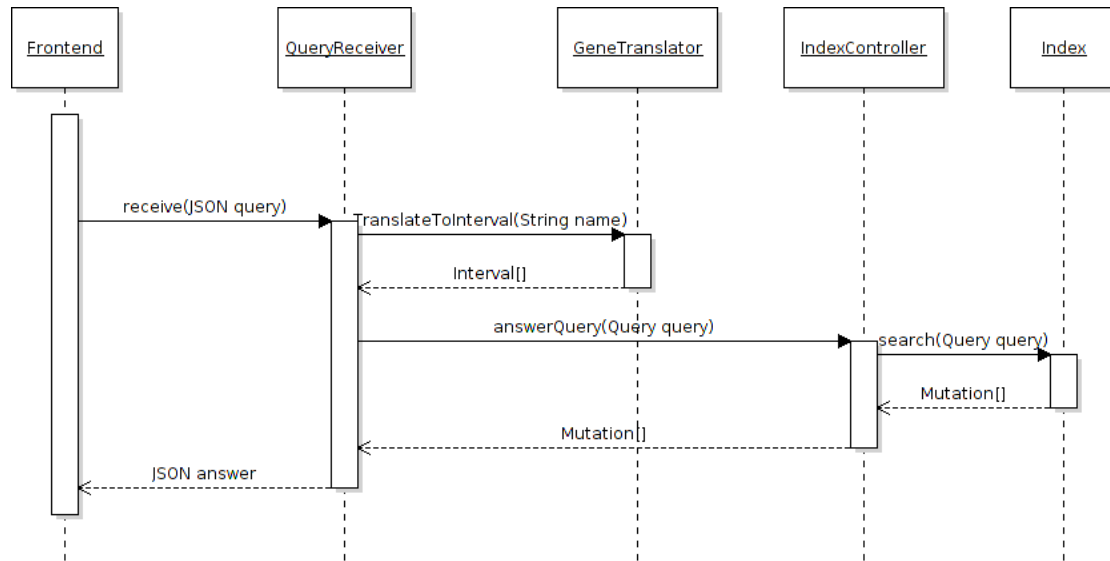 Frontend
QueryReceiver
GeneTranslator
IndexController
Index
receive(JSON query)
TranslateToInterval(String name)
Interval[]
answerQuery(Query query)
search(Query query)
Mutation[]
Mutation[]
JSON answer